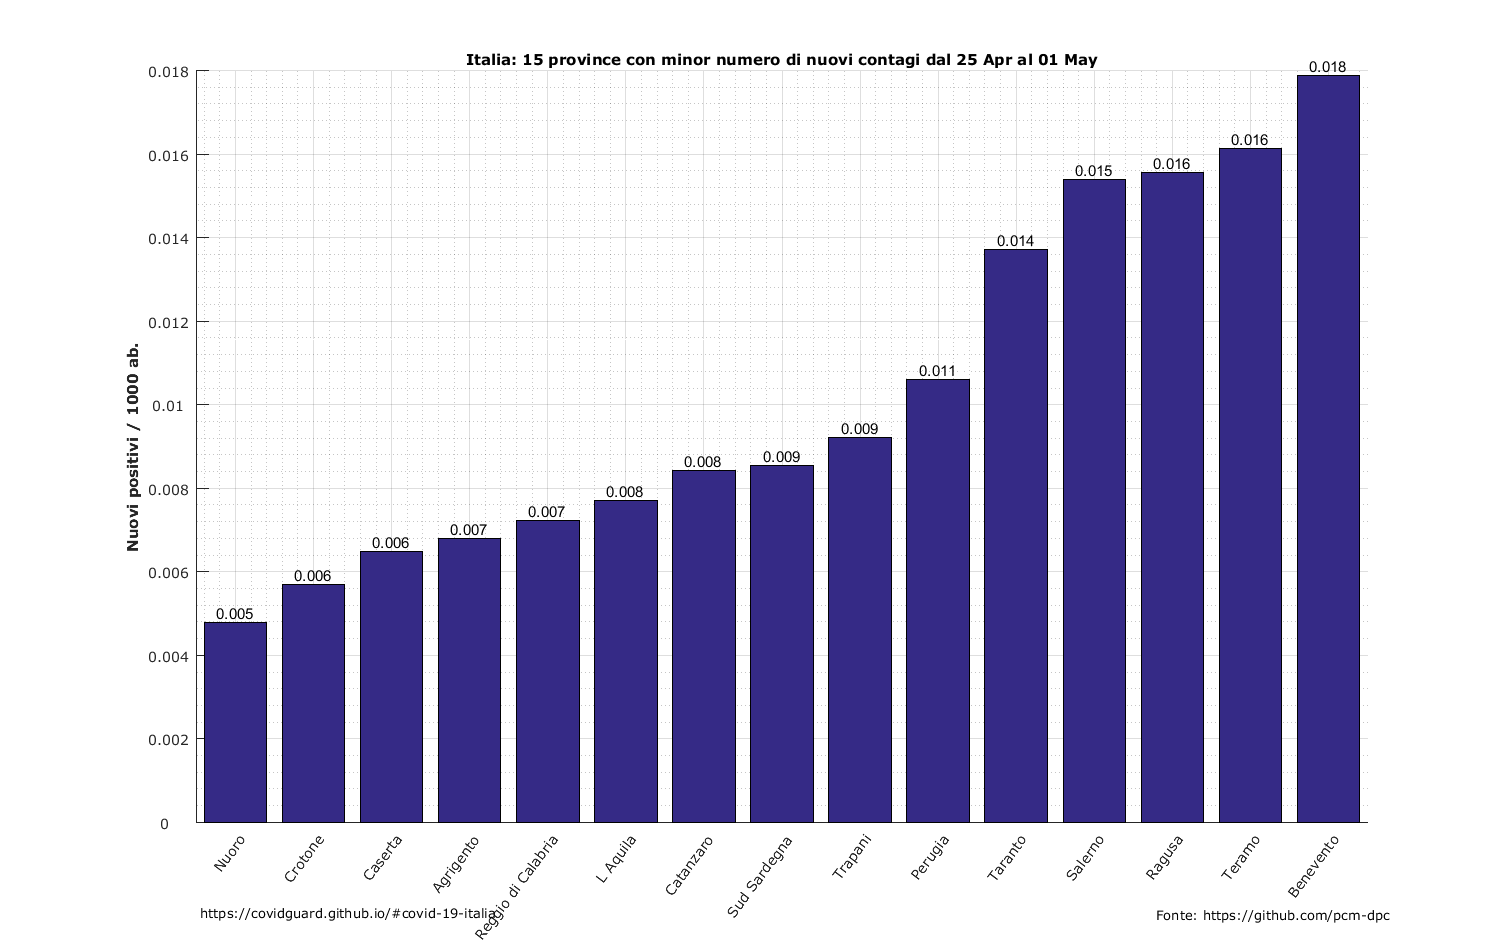 Italia: 15 province con minor numero di nuovi contagi dal 25 Apr al 01 May
Nuovi positivi / 1000 ab.
0.018
0.016
0.014
0.012
0.01
0.008
0.006
0.004
0.002
0
0.005
0.006
0.006
0.007
0.007
0.008
0.008
0.009
0.009
0.011
0.014
0.015
0.016
0.016
0.018
Nuoro
Crotone
Caserta
Agrigento
Reggio di Calabria
L Aquila
Catanzaro
Sud Sardegna
Trapani
Perugia
Taranto
Salerno
Ragusa
Teramo
Benevento
https://covidguard.github.io/#covid-19-italia
Fonte: https://github.com/pcm-dpc